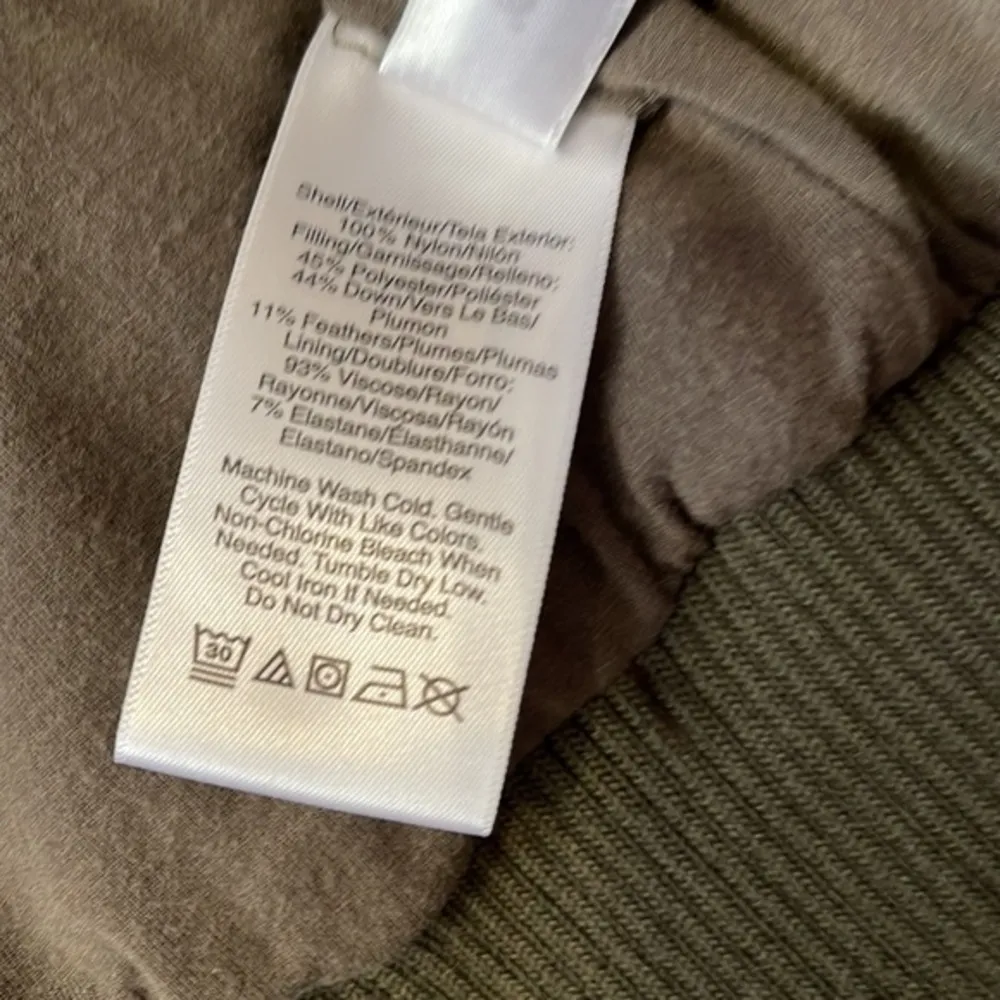 Shell/Extérieur/Tela Exterior:
100% Nylon/Nilón
Filling/Garnissage/Relleno:
45% Polyester/Poliéster
44% Down/Vers Le Bas/
Plumon
11% Feathers/Plumes/Plumas
Lining/Doublure/Forro:
93% Viscose/Rayon/
Rayonne/Viscosa/Rayón
7% Elastane/Élasthanne/
Elastano/Spandex
Machine Wash Cold. Gentle
Cycle With Like Colors.
Non-Chlorine Bleach When
Needed. Tumble Dry Low.
Cool Iron If Needed.
Do Not Dry Clean.
30